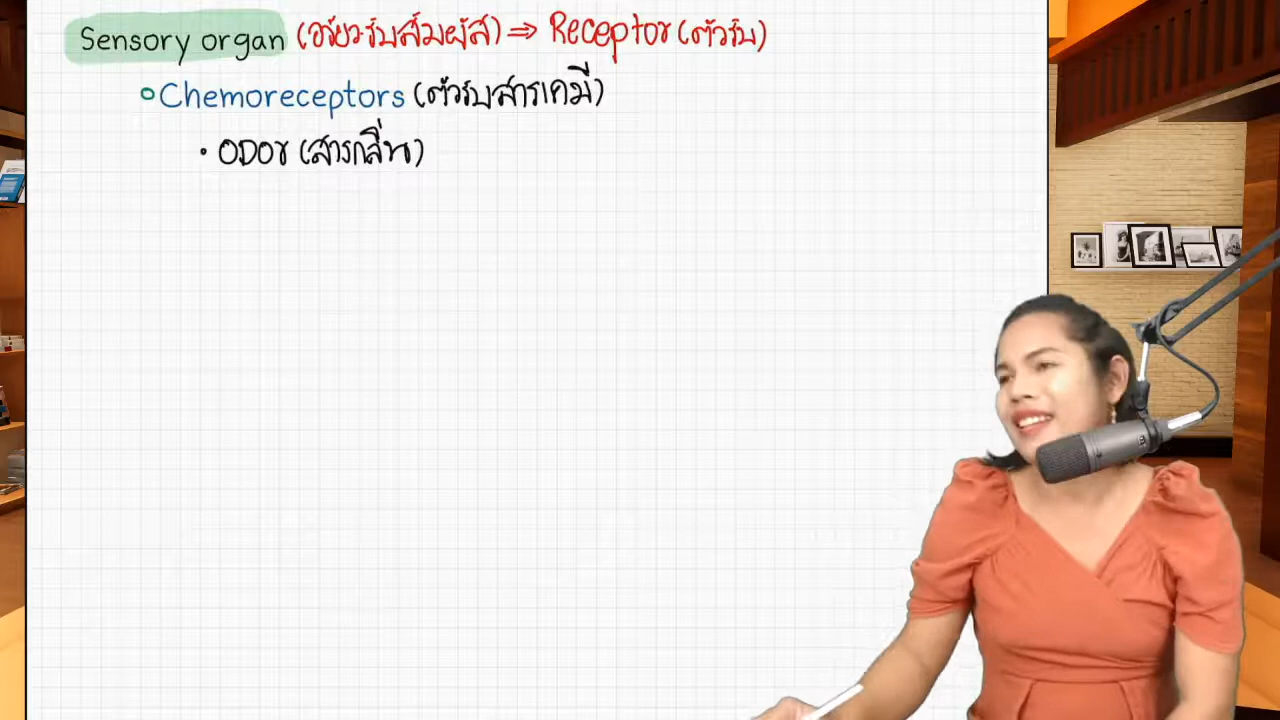 Sensory organ (อวัยวะรับสัมผัส) ⇒ Receptor (ตัวรับ)
Chemoreceptors (ตัวรับสารเคมี)
• ODOR (สารกลิ่น)